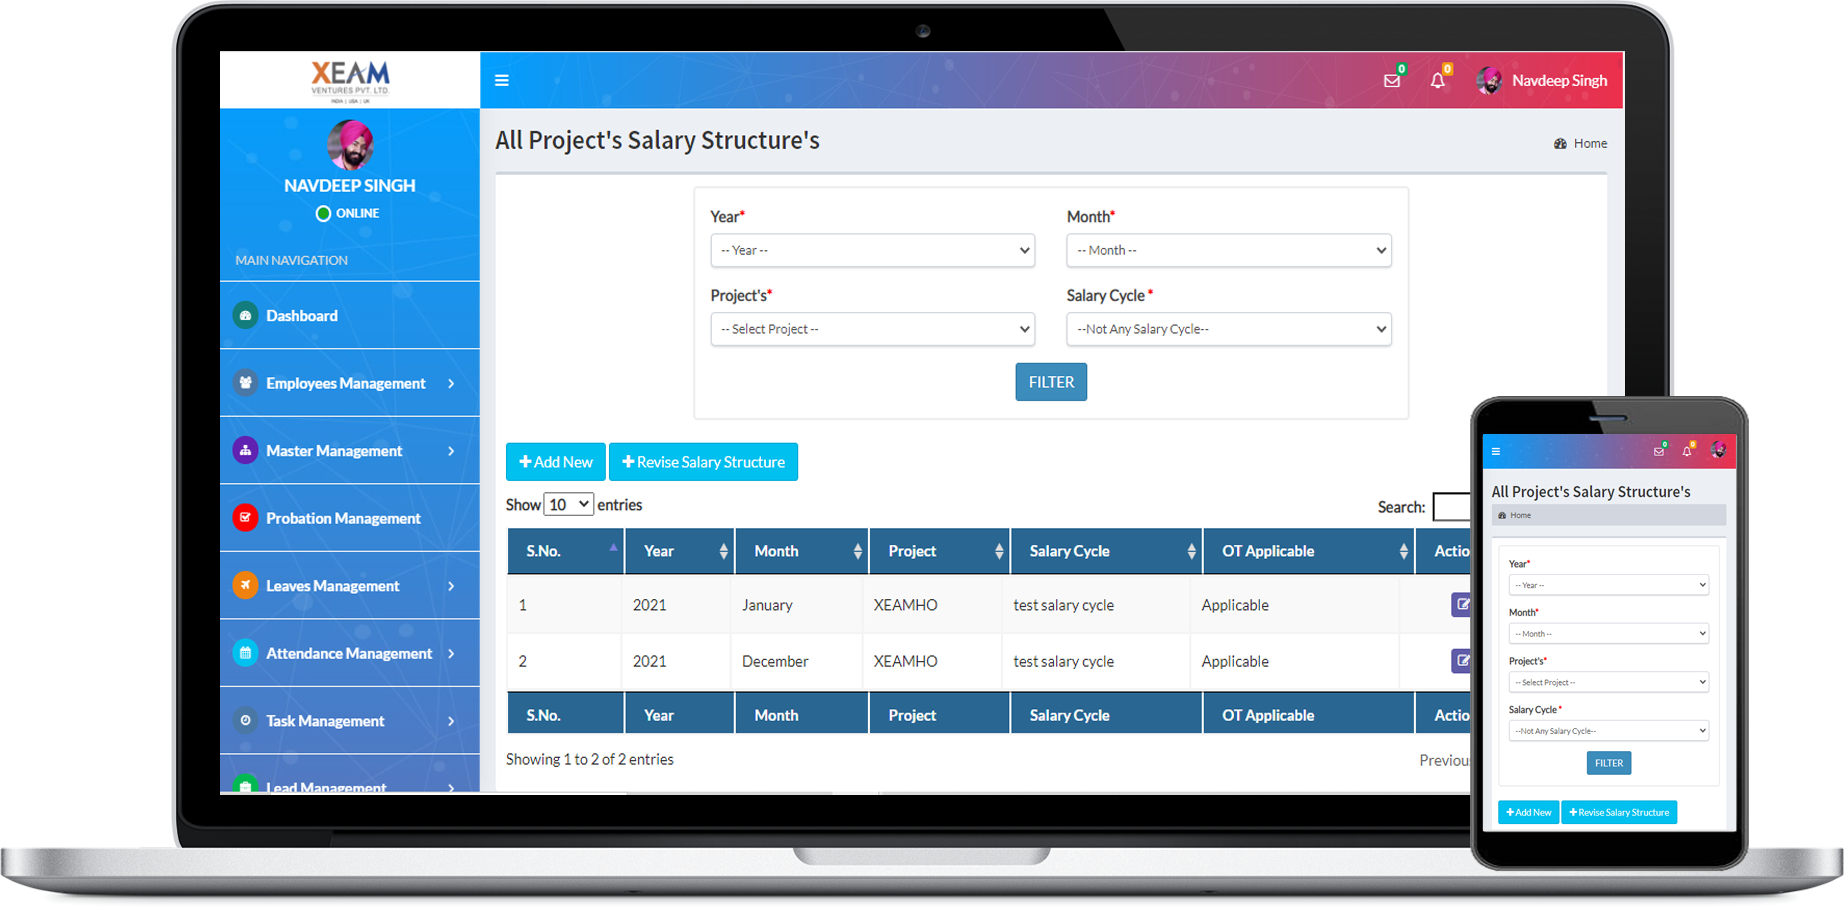 XEAM
VENTURES PVT. LTD.
INDIA | USA | UK
0
0
Navdeep Singh
NAVDEEP SINGH
ONLINE
MAIN NAVIGATION
Dashboard
Employees Management
Master Management
Probation Management
Leaves Management
Attendance Management
Task Management
Lead Management
All Project's Salary Structure's
Home
Year*
Month*
-- Year --
-- Month --
Project's*
Salary Cycle *
-- Select Project --
--Not Any Salary Cycle--
FILTER
+ Add New
+ Revise Salary Structure
Show 10 entries
Search:
S.No. Year Month Project Salary Cycle OT Applicable Actio
1 2021 January XEAMHO test salary cycle Applicable
2 2021 December XEAMHO test salary cycle Applicable
S.No. Year Month Project Salary Cycle OT Applicable Actio
Showing 1 to 2 of 2 entries
Previous
0
0
All Project's Salary Structure's
Home
Year*
-- Year --
Month*
-- Month --
Project's*
-- Select Project --
Salary Cycle *
--Not Any Salary Cycle--
FILTER
+ Add New
+ Revise Salary Structure